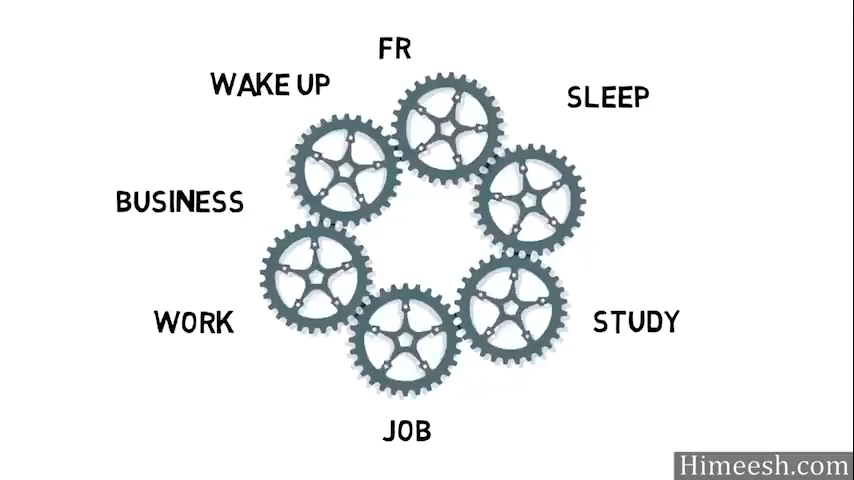 FR
WAKE UP
SLEEP
BUSINESS
WORK
STUDY
JOB
Himeesh.com